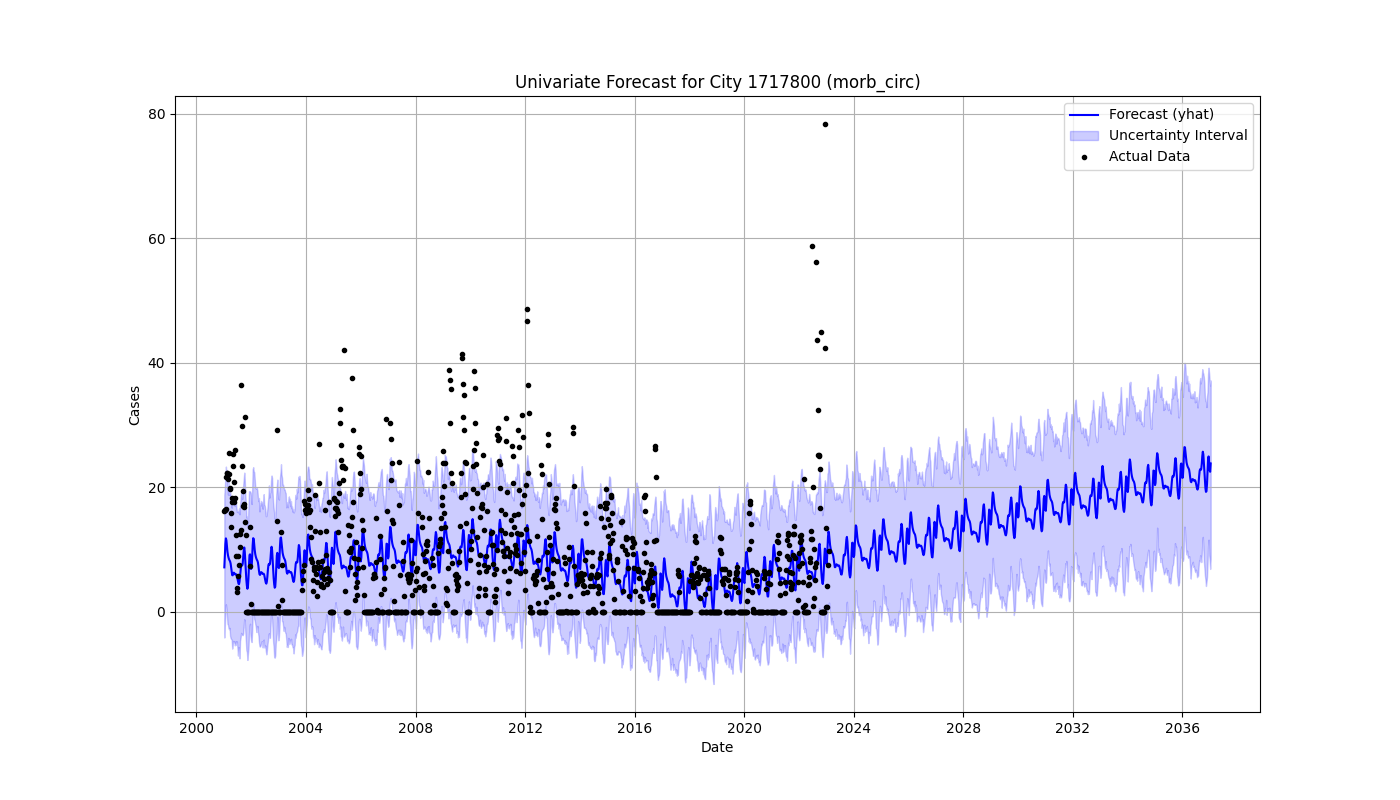 Univariate Forecast for City 1717800 (morb_circ)
Forecast (yhat)
Uncertainty Interval
Actual Data
Cases
80
60
40
20
0
2000 2004 2008 2012 2016 2020 2024 2028 2032 2036
Date